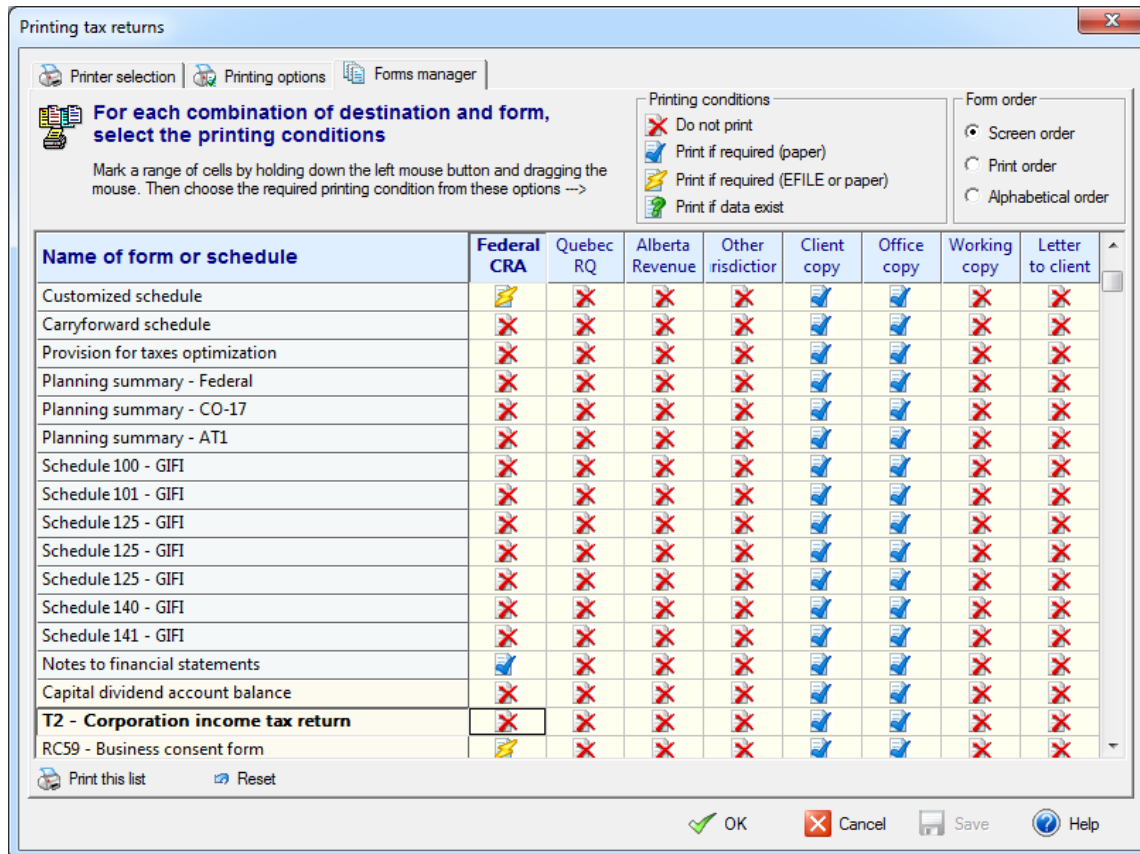 Printing tax returns
Printer selection
Printing options
Forms manager
For each combination of destination and form,
select the printing conditions
Mark a range of cells by holding down the left mouse button and dragging the
mouse. Then choose the required printing condition from these options --->
Printing conditions
Do not print
Print if required (paper)
Print if required (EFILE or paper)
Print if data exist
Form order
Screen order
Print order
Alphabetical order
Name of form or schedule
Federal
CRA
Quebec
RQ
Alberta
Revenue
Other
risdiction
Client
copy
Office
copy
Working
copy
Letter
to client
Customized schedule
Carryforward schedule
Provision for taxes optimization
Planning summary - Federal
Planning summary - CO-17
Planning summary - AT1
Schedule 100 - GIFI
Schedule 101 - GIFI
Schedule 125 - GIFI
Schedule 125 - GIFI
Schedule 125 - GIFI
Schedule 140 - GIFI
Schedule 141 - GIFI
Notes to financial statements
Capital dividend account balance
T2 - Corporation income tax return
RC59 - Business consent form
Print this list
Reset
OK
Cancel
Save
Help